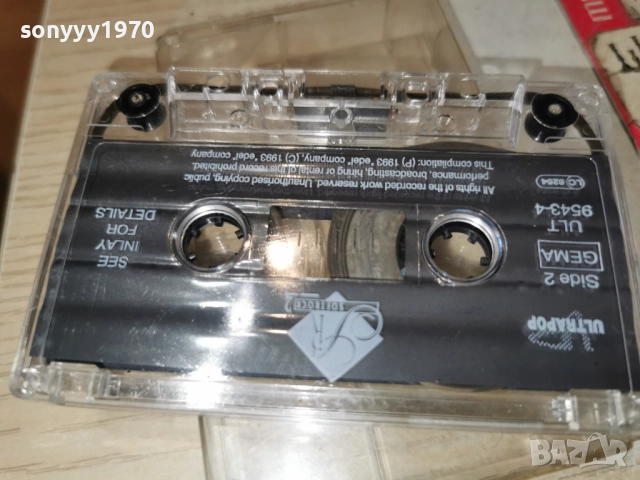 sonyyy1970
ULTRAPOP
Side 2
GEMA
ULT
9543-4
LC 6264
SOFTROCK
SEE
INLAY
FOR
DETAILS
All rights of the recorded work reserved. Unauthorised copying, public
performance, broadcasting, hiring or rental of this record prohibited.
This compilation: (P) 1993 "edel" company, (C) 1993 "edel" company
BAZAR
bg